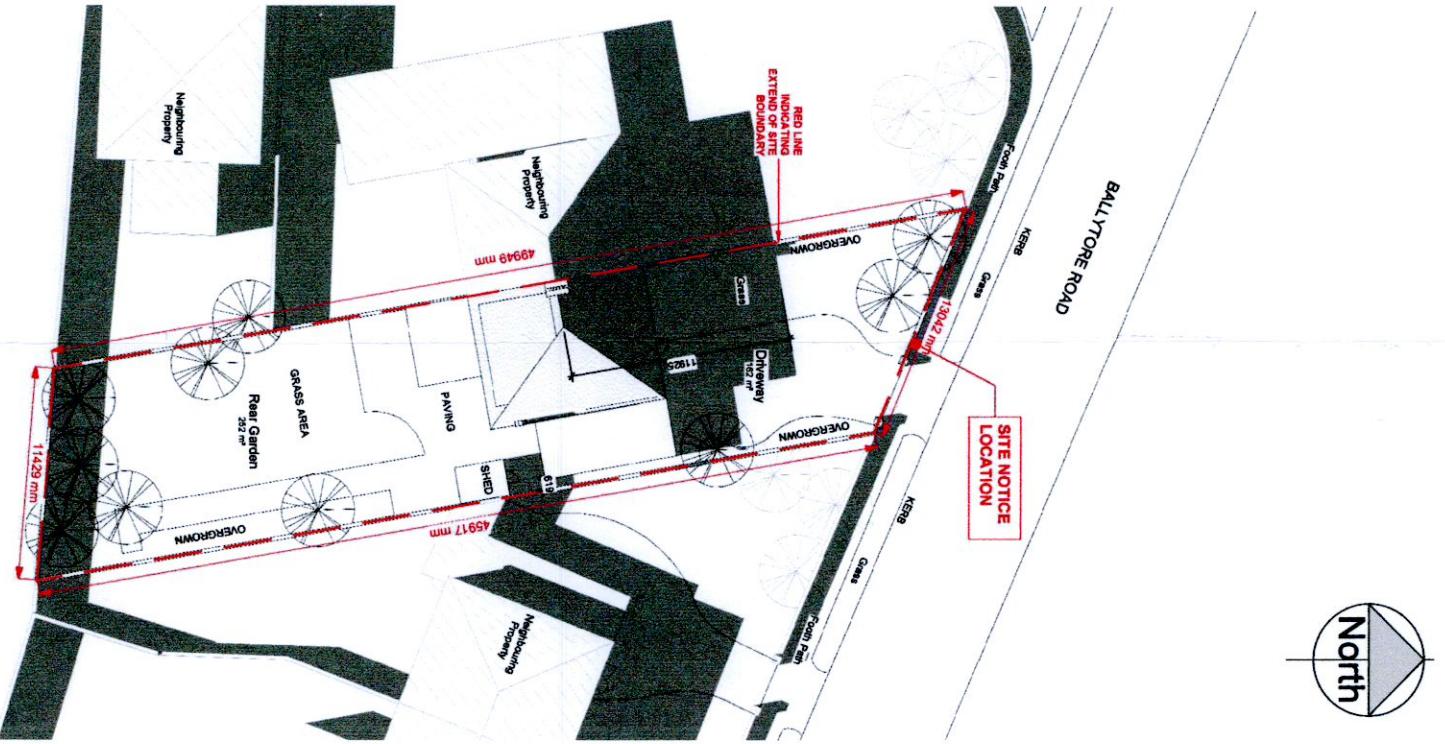 BALLYTORE ROAD
Footh Path
KERB
Grass
RED LINE
INDICATING
EXTEND OF SITE
BOUNDARY
Neighbouring
Property
Neighbouring
Property
49949 mm
OVERGROWN
Grass
13042 mm
Driveway
162 m²
11925
SITE NOTICE
LOCATION
OVERGROWN
KERB
Grass
Footh Path
GRASS AREA
Rear Garden
252 m²
PAVING
SHED
619
OVERGROWN
45917 mm
11429 mm
Neighbouring
Property
North